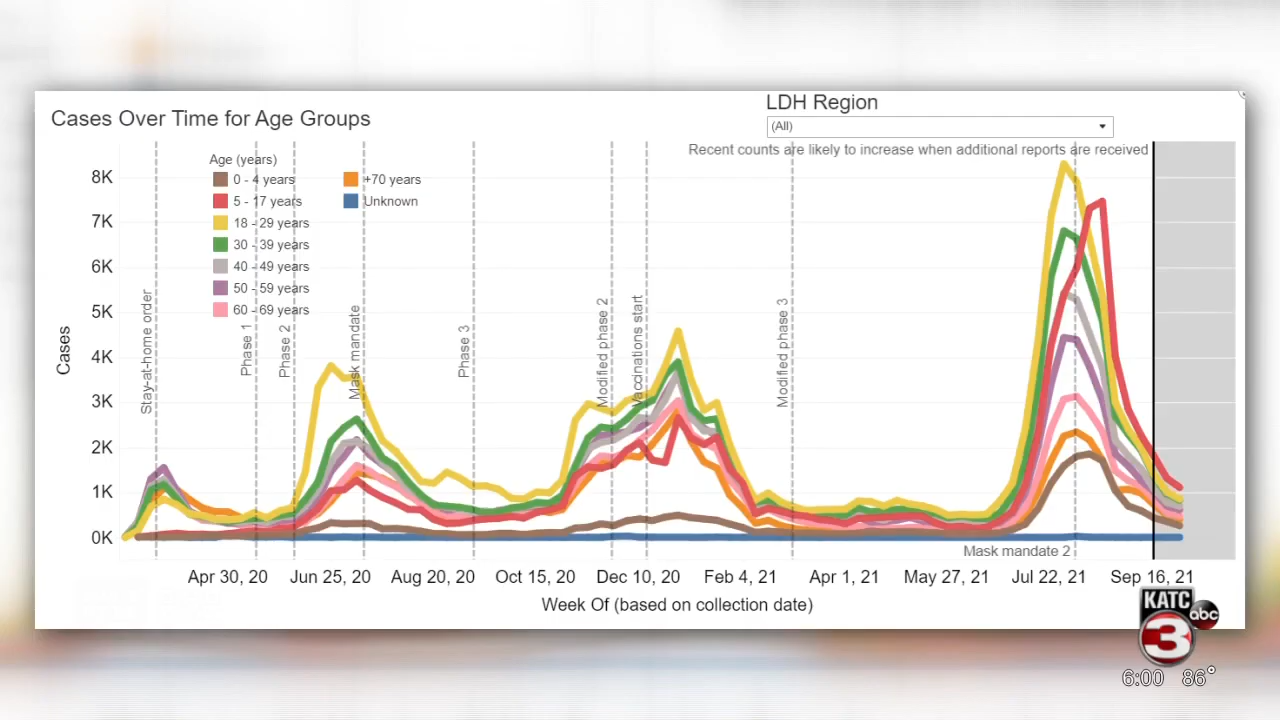 Cases Over Time for Age Groups
LDH Region
(All)
Recent counts are likely to increase when additional reports are received
Age (years)
0 - 4 years
5 - 17 years
18 - 29 years
30 - 39 years
40 - 49 years
50 - 59 years
60 - 69 years
+70 years
Unknown
8K
7K
6K
5K
4K
3K
2K
1K
0K
Cases
Stay-at-home order
Phase 1
Phase 2
Mask mandate
Phase 3
Modified phase 2
Vaccinations start
Modified phase 3
Mask mandate 2
Apr 30, 20
Jun 25, 20
Aug 20, 20
Oct 15, 20
Dec 10, 20
Feb 4, 21
Apr 1, 21
May 27, 21
Jul 22, 21
Sep 16, 21
Week Of (based on collection date)
KATC
abc
3
6:00 86°